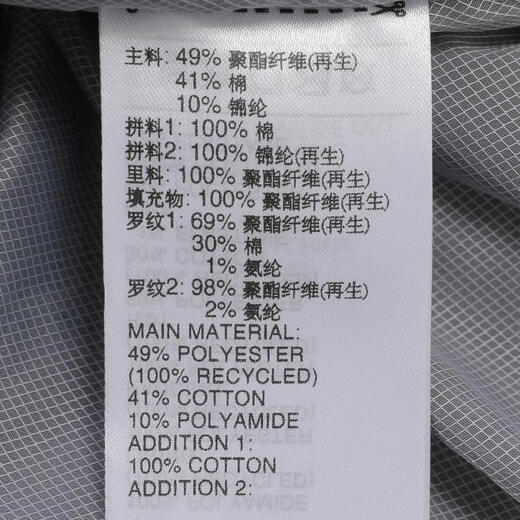 主料: 49% 聚酯纤维(再生)
41% 棉
10% 锦纶
拼料1: 100% 棉
拼料2: 100% 锦纶(再生)
里料: 100% 聚酯纤维(再生)
填充物: 100% 聚酯纤维(再生)
罗纹1: 69% 聚酯纤维(再生)
30% 棉
1% 氨纶
罗纹2: 98% 聚酯纤维(再生)
2% 氨纶
MAIN MATERIAL:
49% POLYESTER
(100% RECYCLED)
41% COTTON
10% POLYAMIDE
ADDITION 1:
100% COTTON
ADDITION 2: